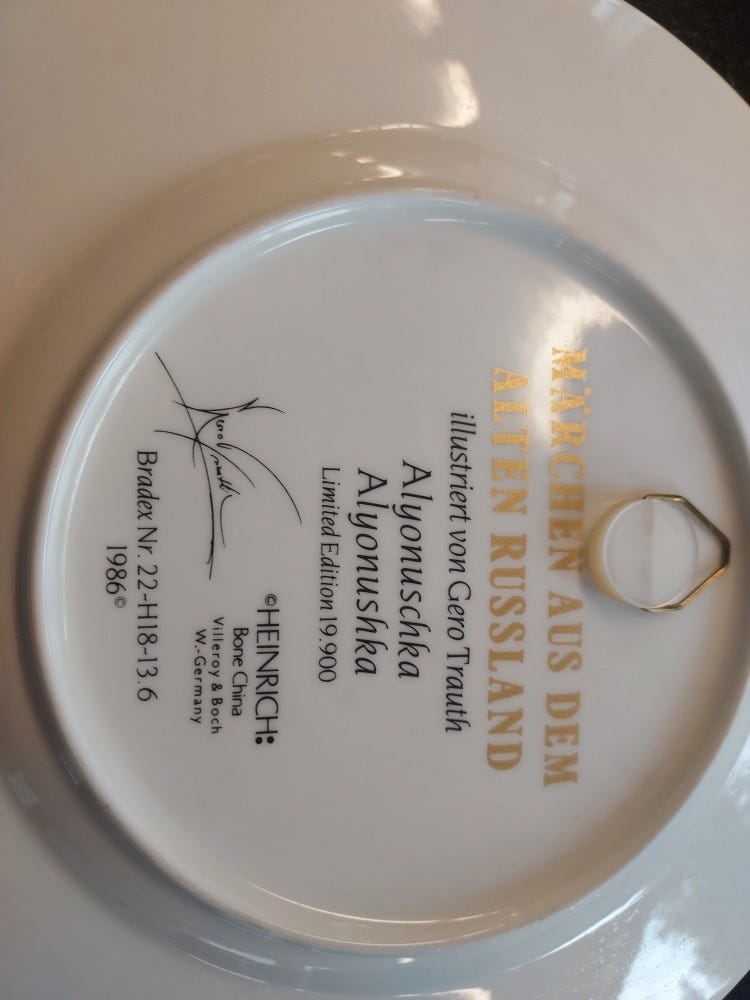 MÄRCHEN AUS DEM
ALTEN RUSSLAND
illustriert von Gero Trauth
Alyonuschka
Alyonushka
Limited Edition 19.900
©HEINRICH:
Bone China
Villeroy & Boch
W.-Germany
Bradex Nr. 22-H18-13.6
1986©